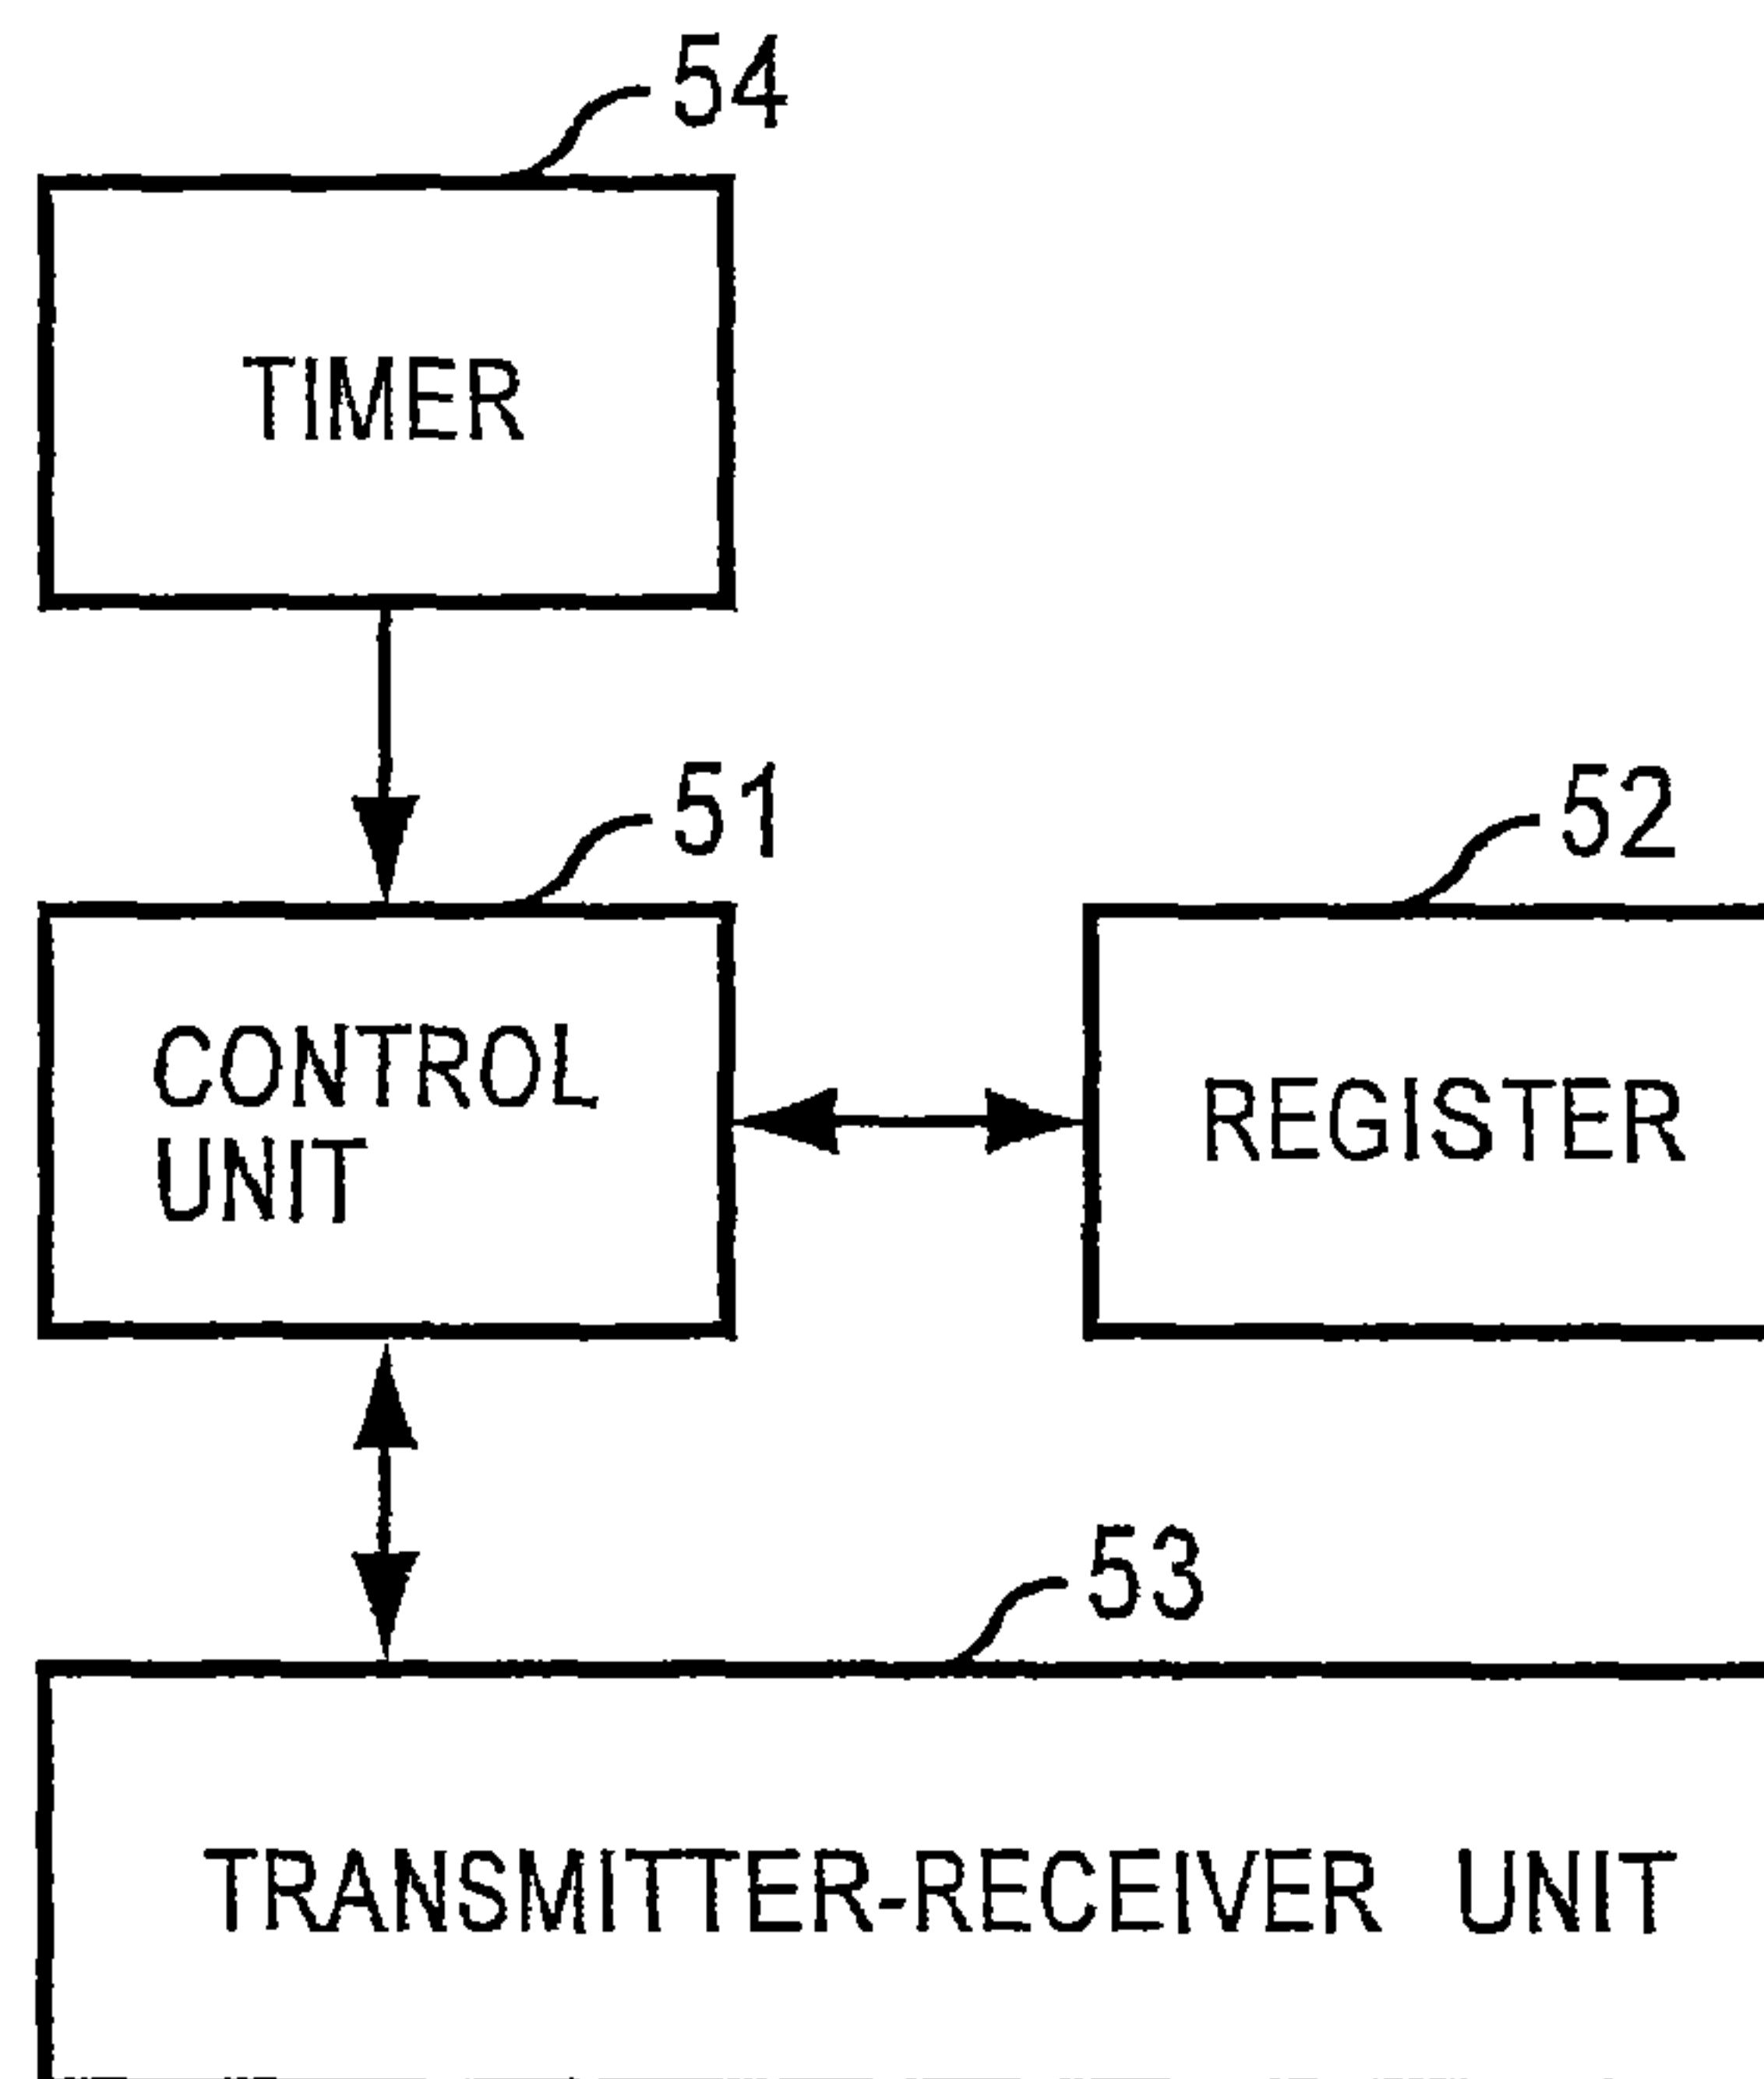 54
TIMER
51
52
CONTROL
UNIT
REGISTER
53
TRANSMITTER-RECEIVER UNIT